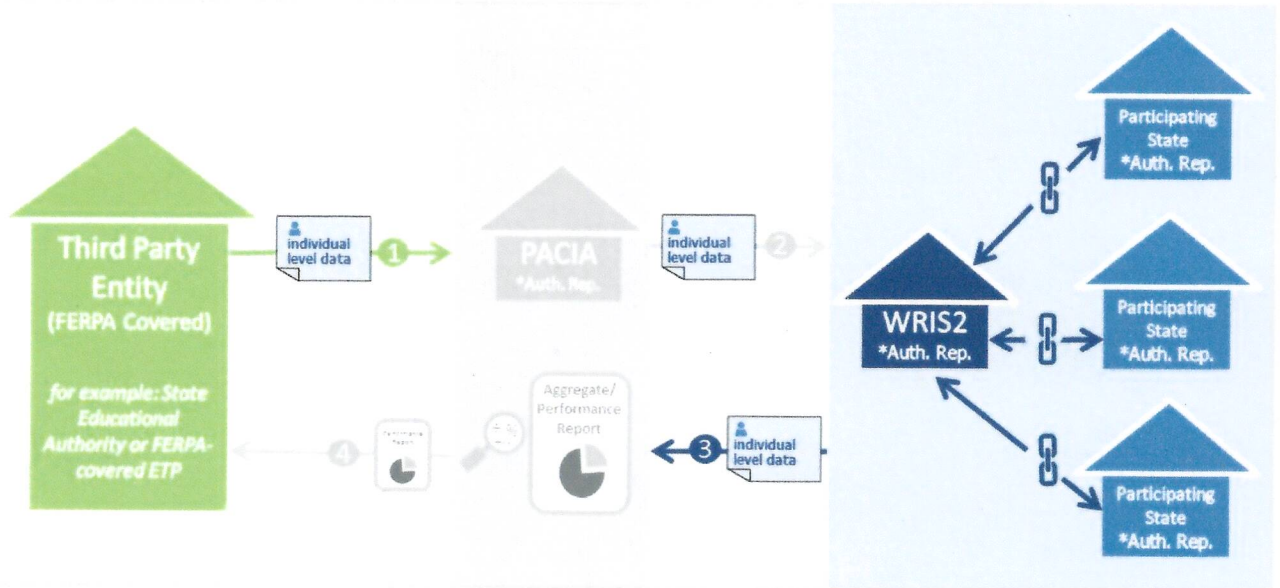 Third Party
Entity
(FERPA Covered)
for example: State
Educational
Authority or FERPA-
covered ETP
individual
level data
1
PACIA
*Auth. Rep.
individual
level data
2
WRIS2
*Auth. Rep.
Participating
State
*Auth. Rep.
Participating
State
*Auth. Rep.
Participating
State
*Auth. Rep.
3
individual
level data
Aggregate/
Performance
Report
Performance
Report
4